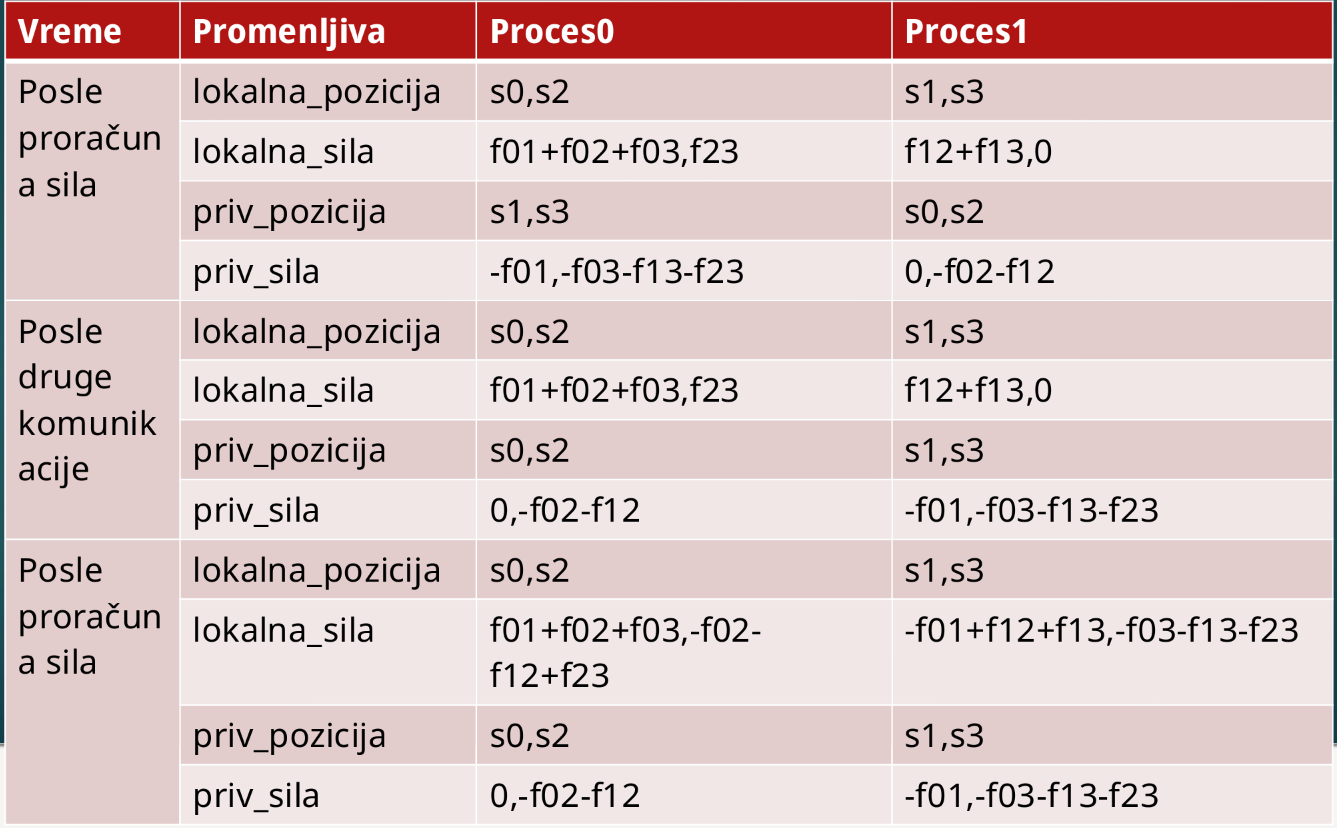 Vreme Promenljiva Proces0 Proces1
Posle proračun a sila lokalna_pozicija s0,s2 s1,s3
lokalna_sila f01+f02+f03,f23 f12+f13,0
priv_pozicija s1,s3 s0,s2
priv_sila -f01,-f03-f13-f23 0,-f02-f12
Posle druge komunik acije lokalna_pozicija s0,s2 s1,s3
lokalna_sila f01+f02+f03,f23 f12+f13,0
priv_pozicija s0,s2 s1,s3
priv_sila 0,-f02-f12 -f01,-f03-f13-f23
Posle proračun a sila lokalna_pozicija s0,s2 s1,s3
lokalna_sila f01+f02+f03,-f02- f12+f23 -f01+f12+f13,-f03-f13-f23
priv_pozicija s0,s2 s1,s3
priv_sila 0,-f02-f12 -f01,-f03-f13-f23